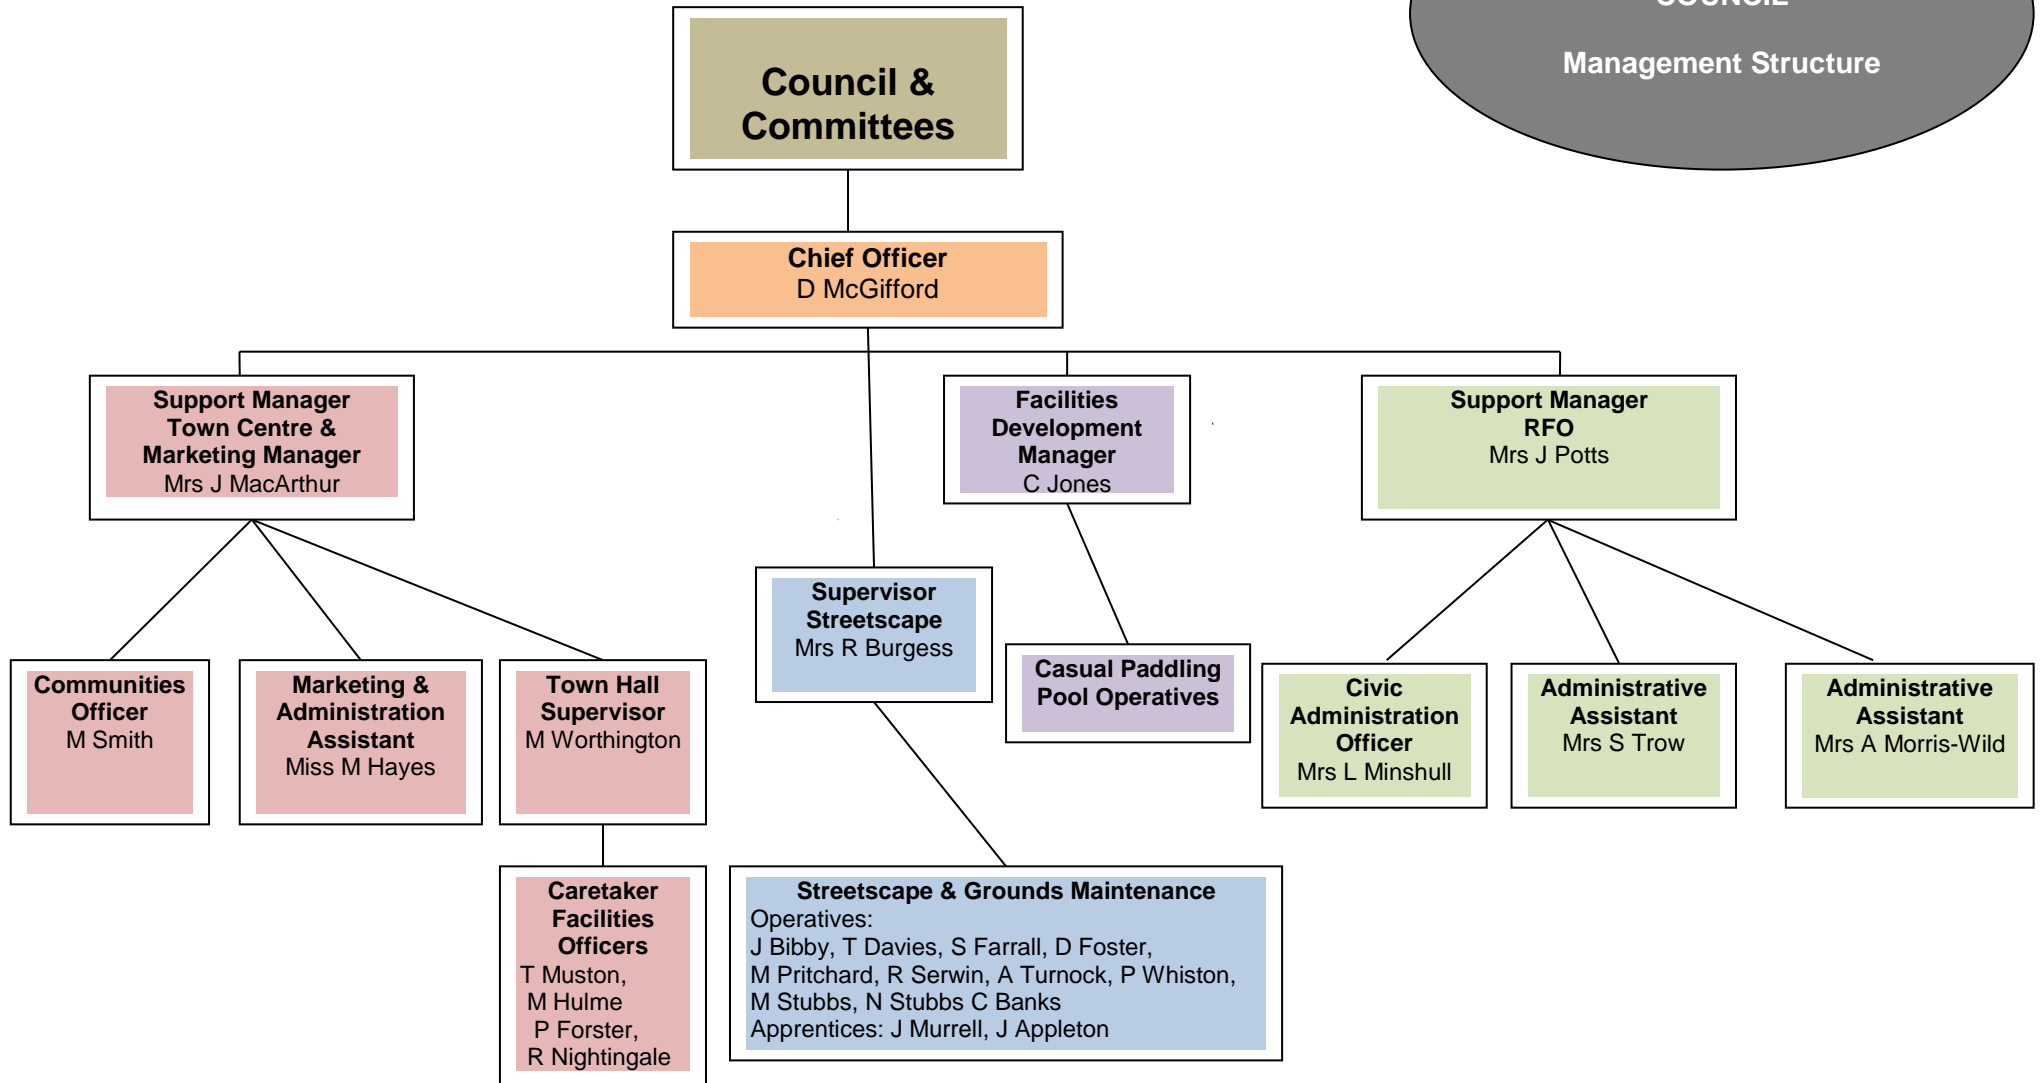 COUNCIL
Management Structure
Council &
Committees
Chief Officer
D McGifford
Support Manager
Town Centre &
Marketing Manager
Mrs J MacArthur
Facilities
Development
Manager
C Jones
Support Manager
RFO
Mrs J Potts
Supervisor
Streetscape
Mrs R Burgess
Communities
Officer
M Smith
Marketing &
Administration
Assistant
Miss M Hayes
Town Hall
Supervisor
M Worthington
Casual Paddling
Pool Operatives
Civic
Administration
Officer
Mrs L Minshull
Administrative
Assistant
Mrs S Trow
Administrative
Assistant
Mrs A Morris-Wild
Caretaker
Facilities
Officers
T Muston,
M Hulme
P Forster,
R Nightingale
Streetscape & Grounds Maintenance
Operatives:
J Bibby, T Davies, S Farrall, D Foster,
M Pritchard, R Serwin, A Turnock, P Whiston,
M Stubbs, N Stubbs C Banks
Apprentices: J Murrell, J Appleton